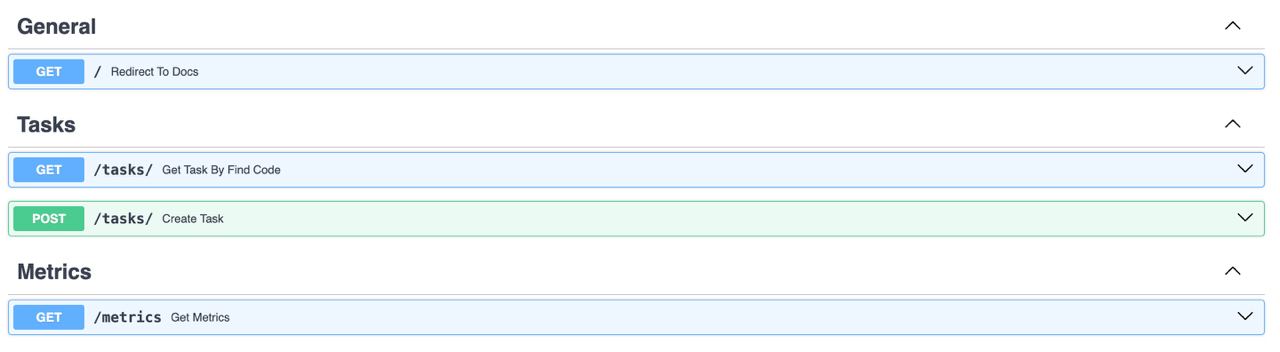 General
GET / Redirect To Docs
Tasks
GET /tasks/ Get Task By Find Code
POST /tasks/ Create Task
Metrics
GET /metrics Get Metrics